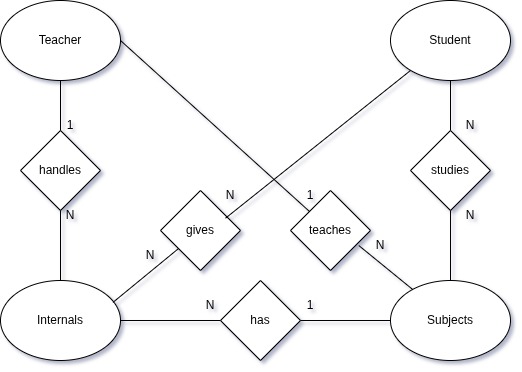 Teacher
Student
1
N
handles
studies
N
1
N
N
gives
teaches
N
N
N
1
Internals
has
Subjects